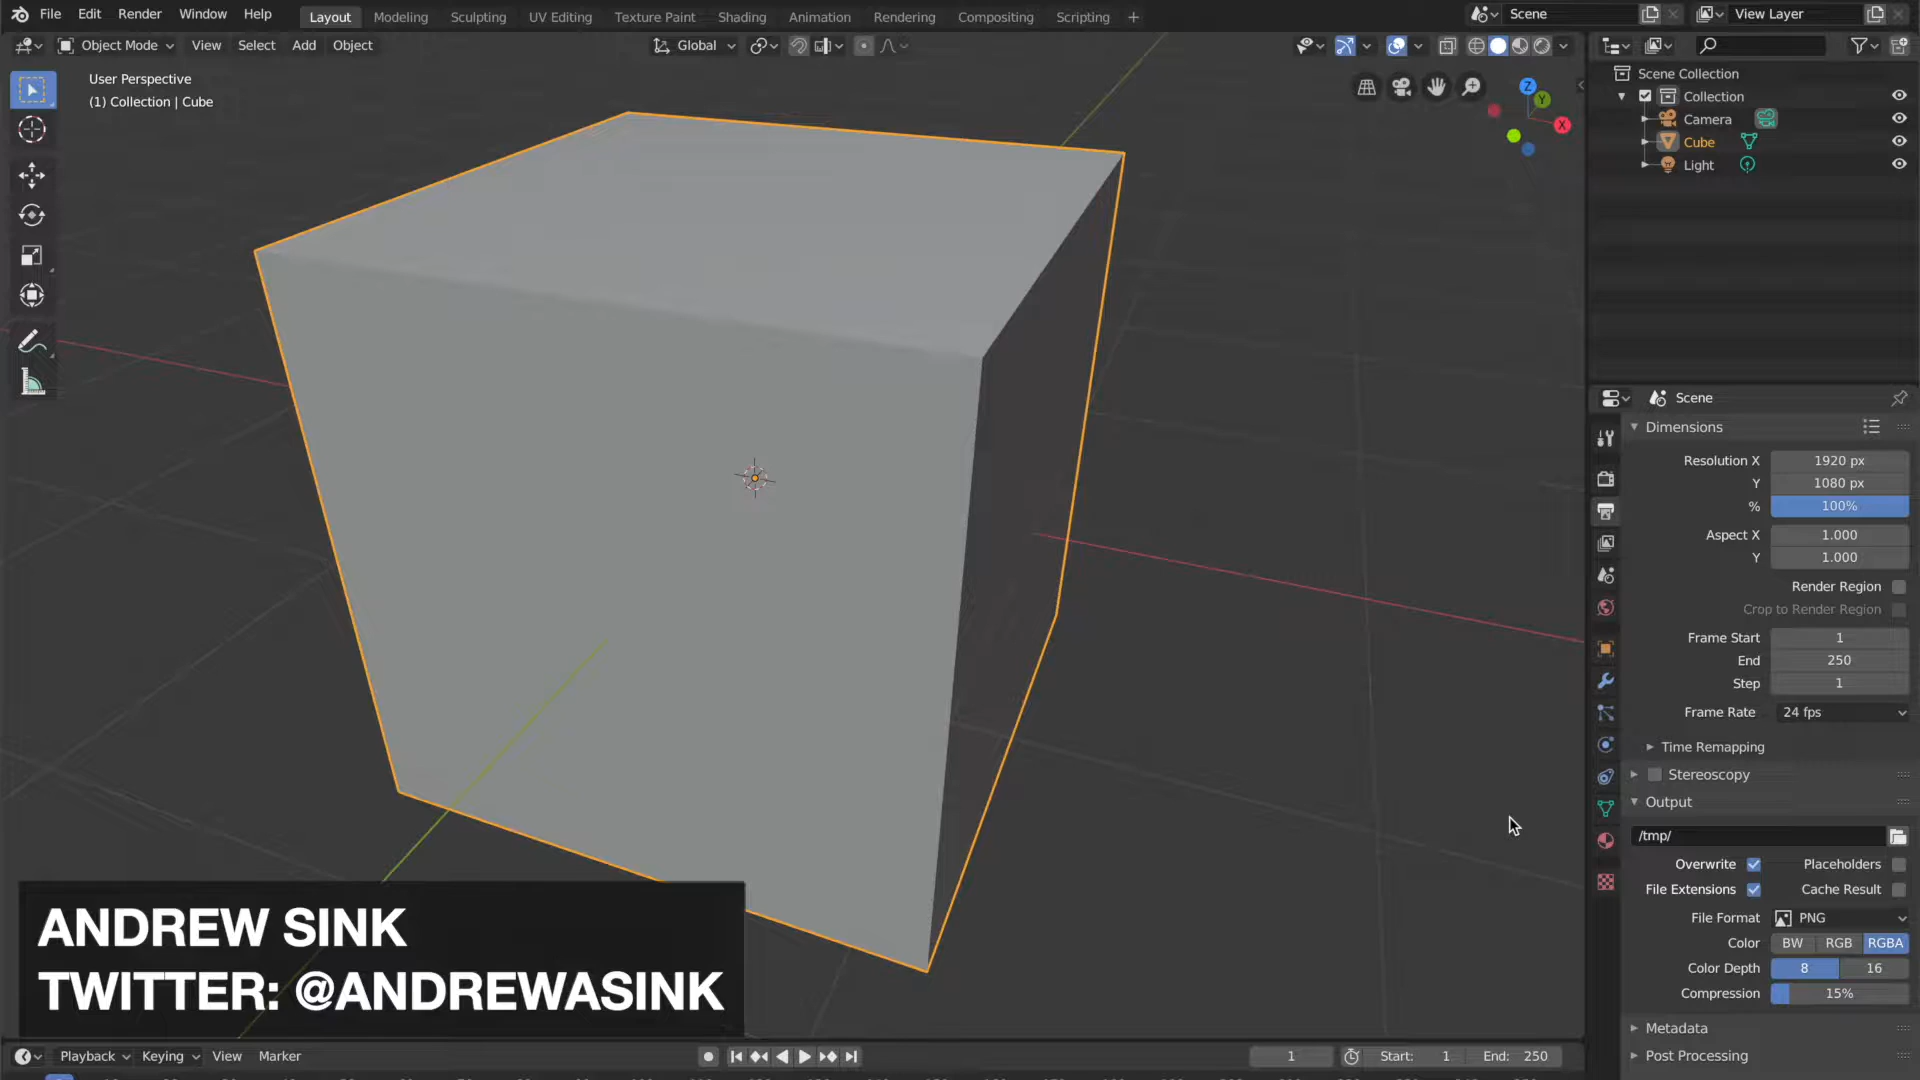 File Edit Render Window Help Layout Modeling Sculpting UV Editing Texture Paint Shading Animation Rendering Compositing Scripting + Scene View Layer
Object Mode View Select Add Object Global
User Perspective
(1) Collection | Cube
Z
Y
X
Scene Collection
Collection
Camera
Cube
Light
Scene
Dimensions
Resolution X 1920 px
Y 1080 px
% 100%
Aspect X 1.000
Y 1.000
Render Region
Crop to Render Region
Frame Start 1
End 250
Step 1
Frame Rate 24 fps
Time Remapping
Stereoscopy
Output
/tmp/
Overwrite Placeholders
File Extensions Cache Result
File Format PNG
Color BW RGB RGBA
Color Depth 8 16
Compression 15%
Metadata
Post Processing
ANDREW SINK
TWITTER: @ANDREWASINK
Playback Keying View Marker 1 Start: 1 End: 250